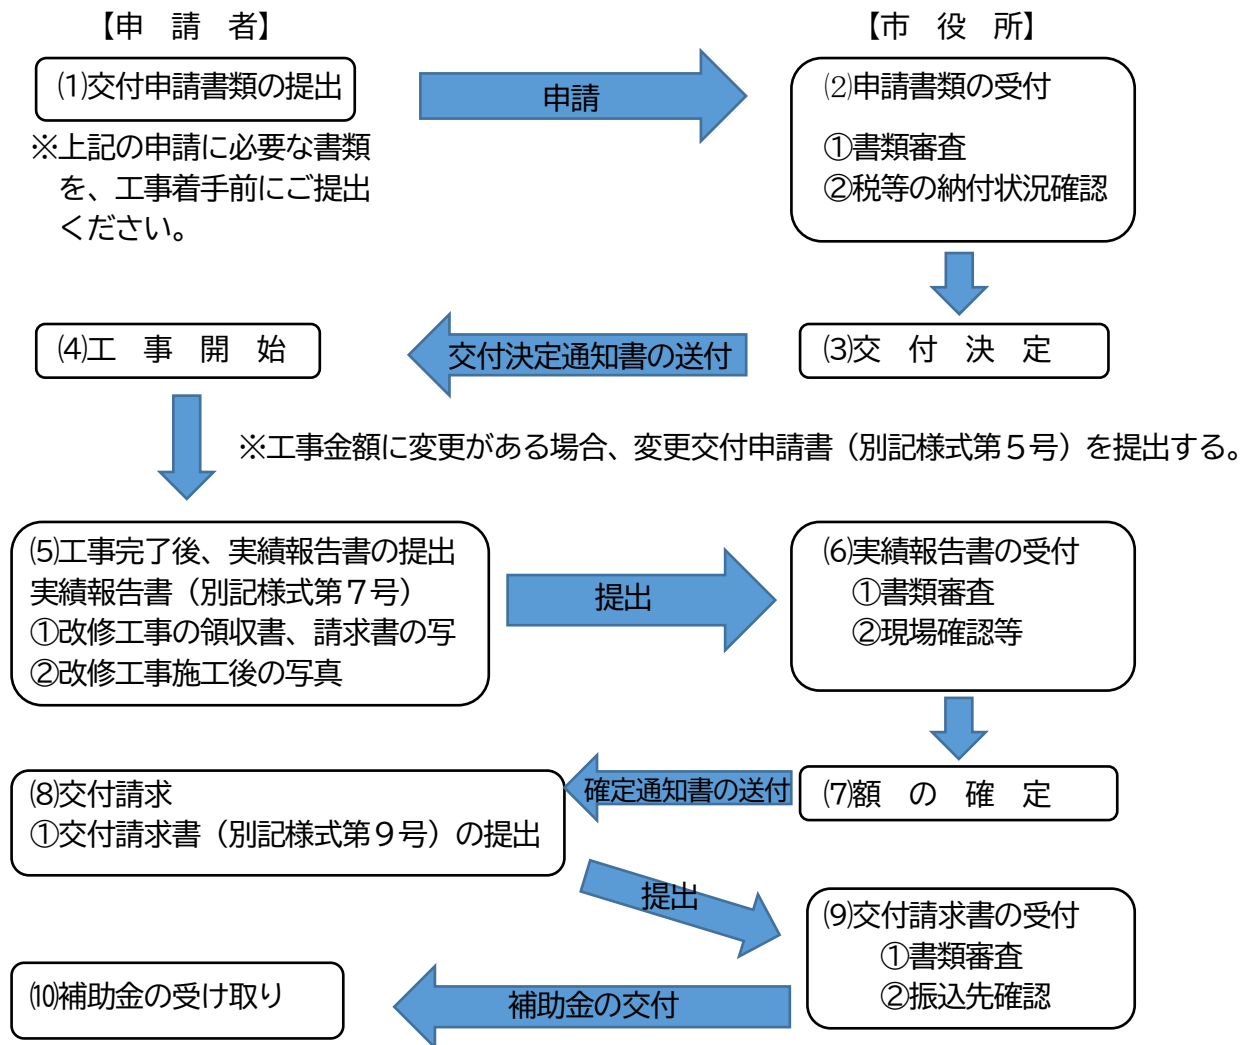 【申　請　者】
【市　役　所】
⑴交付申請書類の提出
申請
⑵申請書類の受付
①書類審査
②税等の納付状況確認
※上記の申請に必要な書類
を、工事着手前にご提出
ください。
⑶交　付　決　定
交付決定通知書の送付
⑷工　事　開　始
※工事金額に変更がある場合、変更交付申請書（別記様式第５号）を提出する。
⑸工事完了後、実績報告書の提出
実績報告書（別記様式第７号）
①改修工事の領収書、請求書の写
②改修工事施工後の写真
提出
⑹実績報告書の受付
①書類審査
②現場確認等
⑺額　の　確　定
確定通知書の送付
⑻交付請求
①交付請求書（別記様式第９号）の提出
提出
⑼交付請求書の受付
①書類審査
②振込先確認
補助金の交付
⑽補助金の受け取り